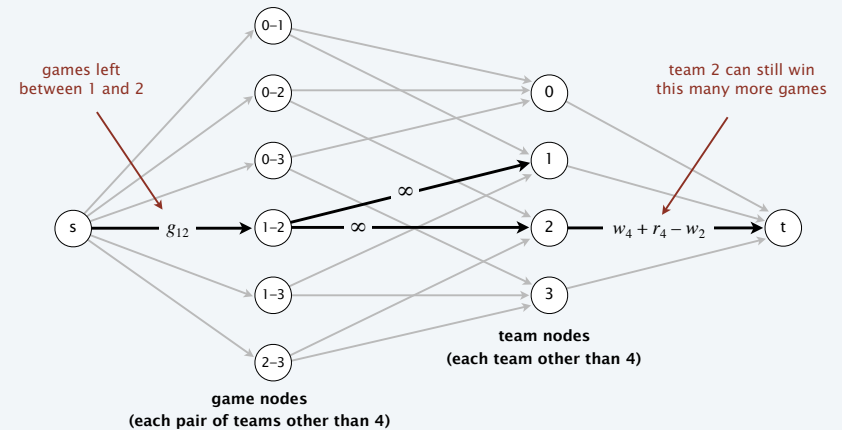 0–1
games left
between 1 and 2
team 2 can still win
this many more games
0–2
0
0–3
1
∞
s
g12
1–2
∞
2
w4 + r4 − w2
t
1–3
3
team nodes
(each team other than 4)
2–3
game nodes
(each pair of teams other than 4)